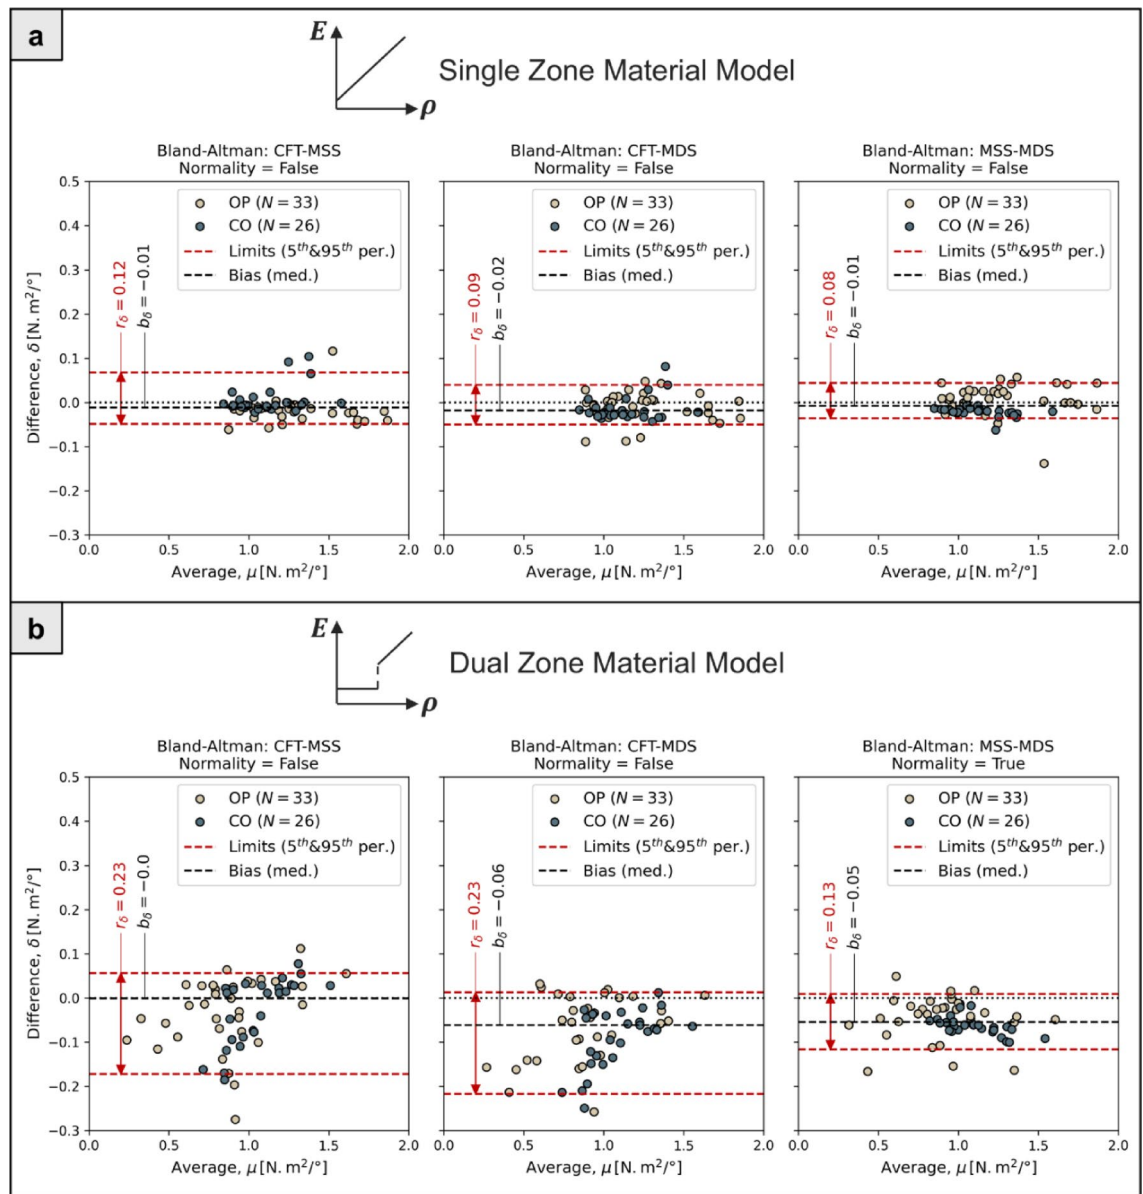 a
E
ρ
Single Zone Material Model
Bland-Altman: CFT-MSS
Normality = False
0.5
0.4
0.3
0.2
0.1
0.0
−0.1
−0.2
−0.3
Difference, δ [N. m²/°]
OP (N = 33)
CO (N = 26)
Limits (5th&95th per.)
Bias (med.)
rδ = 0.12
bδ = −0.01
0.0 0.5 1.0 1.5 2.0
Average, μ [N. m²/°]
Bland-Altman: CFT-MDS
Normality = False
OP (N = 33)
CO (N = 26)
Limits (5th&95th per.)
Bias (med.)
rδ = 0.09
bδ = −0.02
0.0 0.5 1.0 1.5 2.0
Average, μ [N. m²/°]
Bland-Altman: MSS-MDS
Normality = False
OP (N = 33)
CO (N = 26)
Limits (5th&95th per.)
Bias (med.)
rδ = 0.08
bδ = −0.01
0.0 0.5 1.0 1.5 2.0
Average, μ [N. m²/°]
b
E
ρ
Dual Zone Material Model
Bland-Altman: CFT-MSS
Normality = False
0.5
0.4
0.3
0.2
0.1
0.0
−0.1
−0.2
−0.3
Difference, δ [N. m²/°]
OP (N = 33)
CO (N = 26)
Limits (5th&95th per.)
Bias (med.)
rδ = 0.23
bδ = −0.0
0.0 0.5 1.0 1.5 2.0
Average, μ [N. m²/°]
Bland-Altman: CFT-MDS
Normality = False
OP (N = 33)
CO (N = 26)
Limits (5th&95th per.)
Bias (med.)
rδ = 0.23
bδ = −0.06
0.0 0.5 1.0 1.5 2.0
Average, μ [N. m²/°]
Bland-Altman: MSS-MDS
Normality = True
OP (N = 33)
CO (N = 26)
Limits (5th&95th per.)
Bias (med.)
rδ = 0.13
bδ = −0.05
0.0 0.5 1.0 1.5 2.0
Average, μ [N. m²/°]